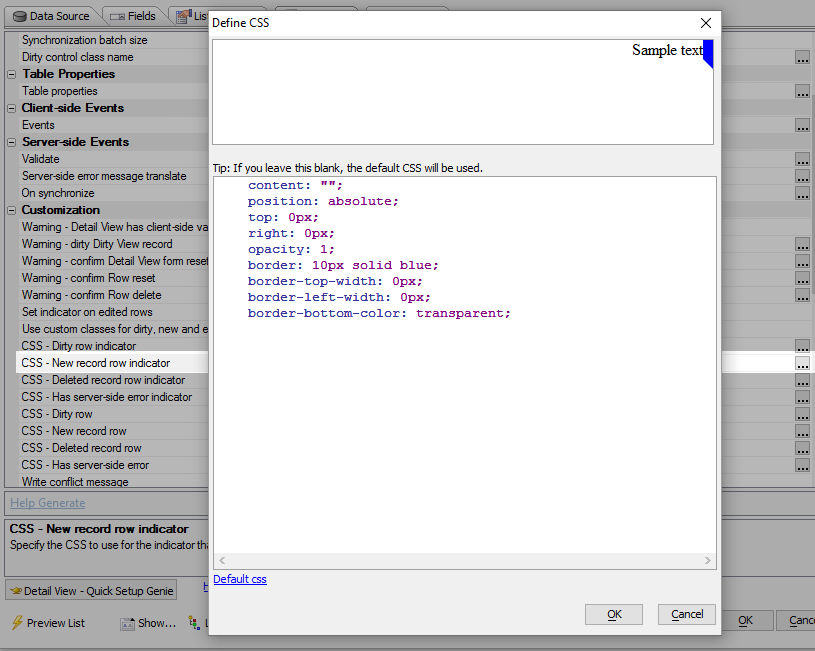 Data Source
Fields
Define CSS
Sample text
Tip: If you leave this blank, the default CSS will be used.
content: "";
position: absolute;
top: 0px;
right: 0px;
opacity: 1;
border: 10px solid blue;
border-top-width: 0px;
border-left-width: 0px;
border-bottom-color: transparent;
Default css
OK
Cancel
Synchronization batch size
Dirty control class name
...
Table Properties
Table properties
...
Client-side Events
Events
...
Server-side Events
Validate
...
Server-side error message translate
...
On synchronize
...
Customization
Warning - Detail View has client-side
Warning - dirty Dirty View record
...
Warning - confirm Detail View form reset
...
Warning - confirm Row reset
...
Warning - confirm Row delete
...
Set indicator on edited rows
Use custom classes for dirty, new and
CSS - Dirty row indicator
...
CSS - New record row indicator
...
CSS - Deleted record row indicator
...
CSS - Has server-side error indicator
...
CSS - Dirty row
...
CSS - New record row
...
CSS - Deleted record row
...
CSS - Has server-side error
...
Write conflict message
Help Generate
CSS - New record row indicator
Specify the CSS to use for the indicator
Detail View - Quick Setup Genie
Preview List
Show...
OK